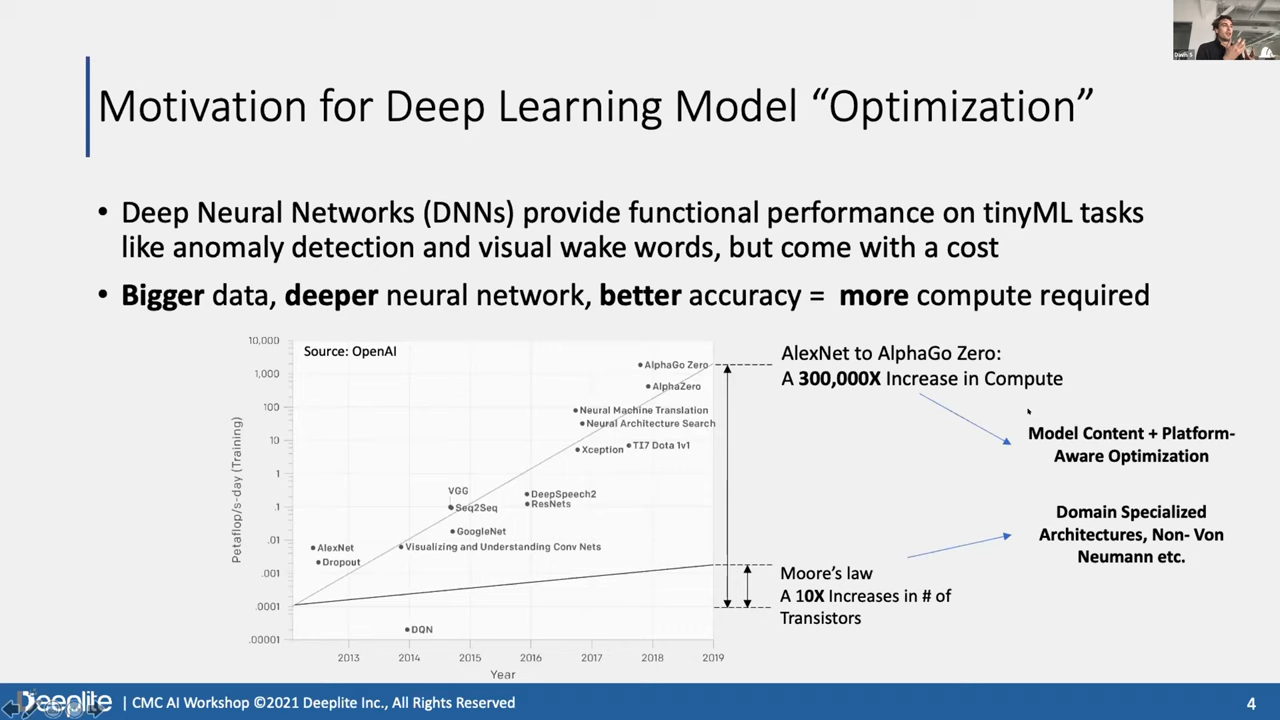 Motivation for Deep Learning Model “Optimization”
• Deep Neural Networks (DNNs) provide functional performance on tinyML tasks
like anomaly detection and visual wake words, but come with a cost
• Bigger data, deeper neural network, better accuracy = more compute required
Source: OpenAI
10,000
1,000
100
10
1
.1
.01
.001
.0001
.00001
Petaflop/s-day (Training)
AlphaGo Zero
AlphaZero
Neural Machine Translation
Neural Architecture Search
TI7 Dota 1v1
Xception
VGG
DeepSpeech2
ResNets
Seq2Seq
GoogleNet
Visualizing and Understanding Conv Nets
AlexNet
Dropout
DQN
2013 2014 2015 2016 2017 2018 2019
Year
AlexNet to AlphaGo Zero:
A 300,000X Increase in Compute
Model Content + Platform-
Aware Optimization
Domain Specialized
Architectures, Non- Von
Neumann etc.
Moore’s law
A 10X Increases in # of
Transistors
Deeplite | CMC AI Workshop ©2021 Deeplite Inc., All Rights Reserved
4